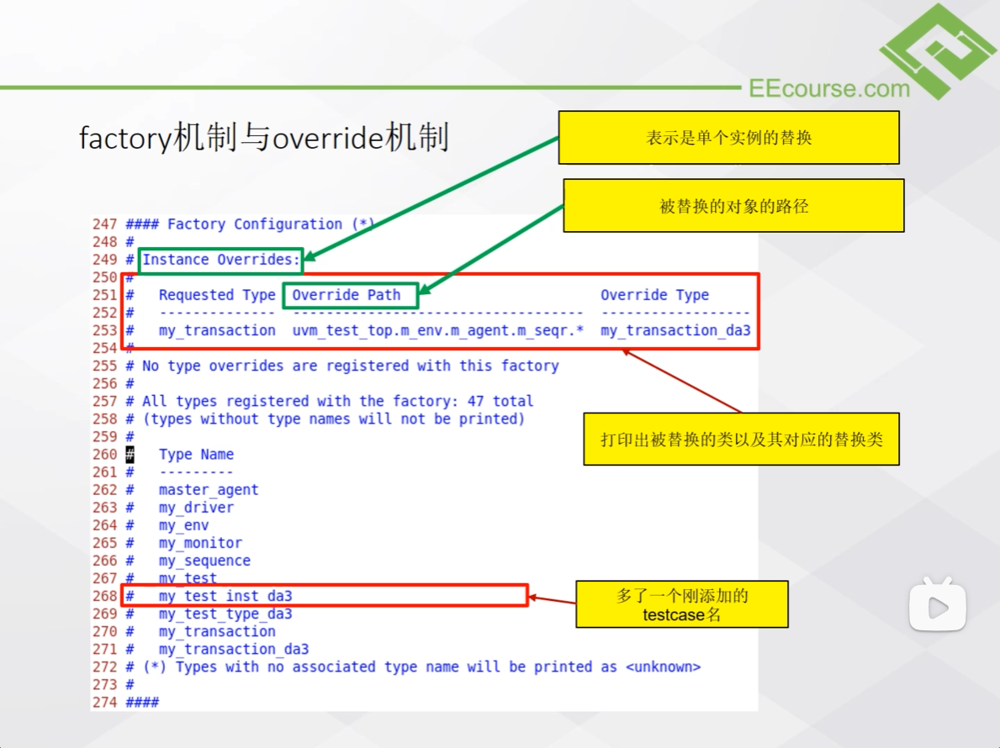 EEcourse.com
factory机制与override机制
表示是单个实例的替换
被替换的对象的路径
247 #### Factory Configuration (*)
248 #
249 # Instance Overrides:
250 #
251 #   Requested Type  Override Path                        Override Type
252 #   --------------  -----------------------------------  ------------------
253 #   my_transaction  uvm_test_top.m_env.m_agent.m_seqr.*  my_transaction_da3
254 #
255 # No type overrides are registered with this factory
256 #
257 # All types registered with the factory: 47 total
258 # (types without type names will not be printed)
259 #
260 #   Type Name
261 #   ---------
262 #   master_agent
263 #   my_driver
264 #   my_env
265 #   my_monitor
266 #   my_sequence
267 #   my_test
268 #   my_test_inst_da3
269 #   my_test_type_da3
270 #   my_transaction
271 #   my_transaction_da3
272 # (*) Types with no associated type name will be printed as <unknown>
273 #
274 ####
打印出被替换的类以及其对应的替换类
多了一个刚添加的
testcase名